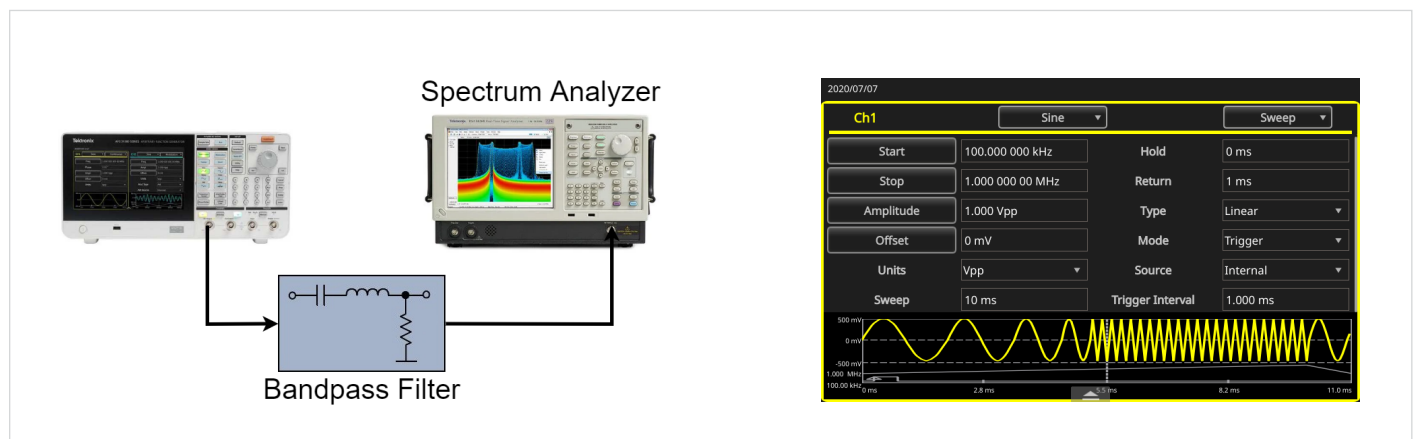 Spectrum Analyzer
Tektronix
Bandpass Filter
2020/07/07
Ch1 Sine Sweep
Start 100.000 000 kHz Hold 0 ms
Stop 1.000 000 00 MHz Return 1 ms
Amplitude 1.000 Vpp Type Linear
Offset 0 mV Mode Trigger
Units Vpp Source Internal
Sweep 10 ms Trigger Interval 1.000 ms
500 mV
0 mV
-500 mV
1.000 MHz
100.00 kHz
0 ms 2.8 ms 5.5 ms 8.2 ms 11.0 ms